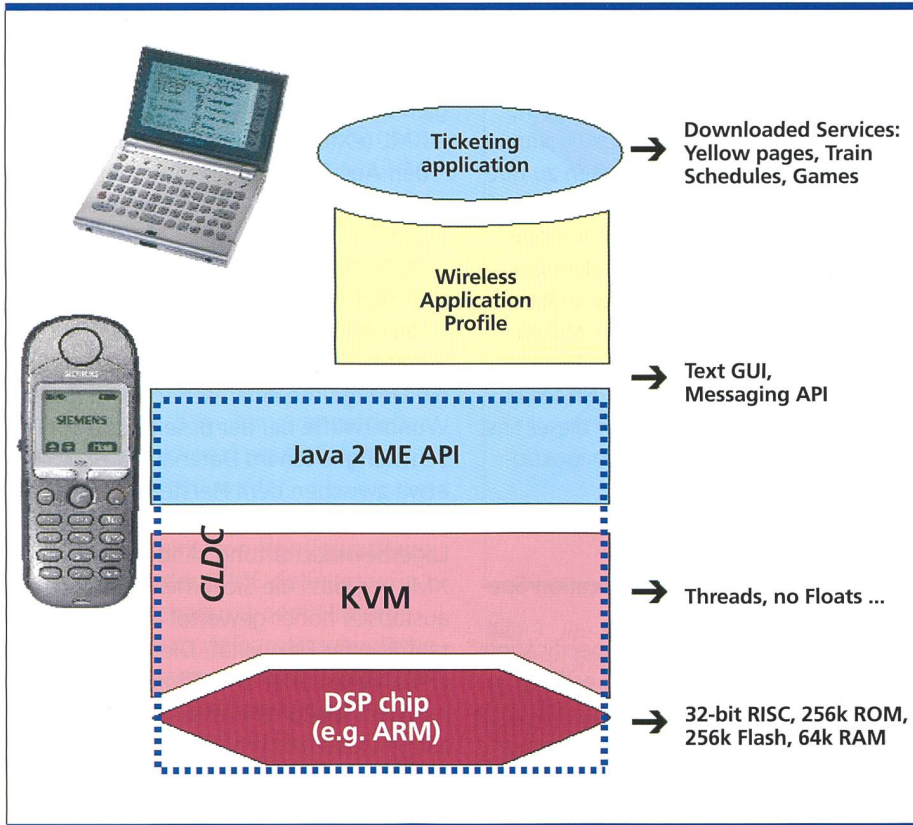 Ticketing
application
Downloaded Services:
Yellow pages, Train
Schedules, Games
Wireless
Application
Profile
Text GUI,
Messaging API
SIEMENS
SIEMENS
Menu
Java 2 ME API
CLDC
KVM
Threads, no Floats ...
DSP chip
(e.g. ARM)
32-bit RISC, 256k ROM,
256k Flash, 64k RAM